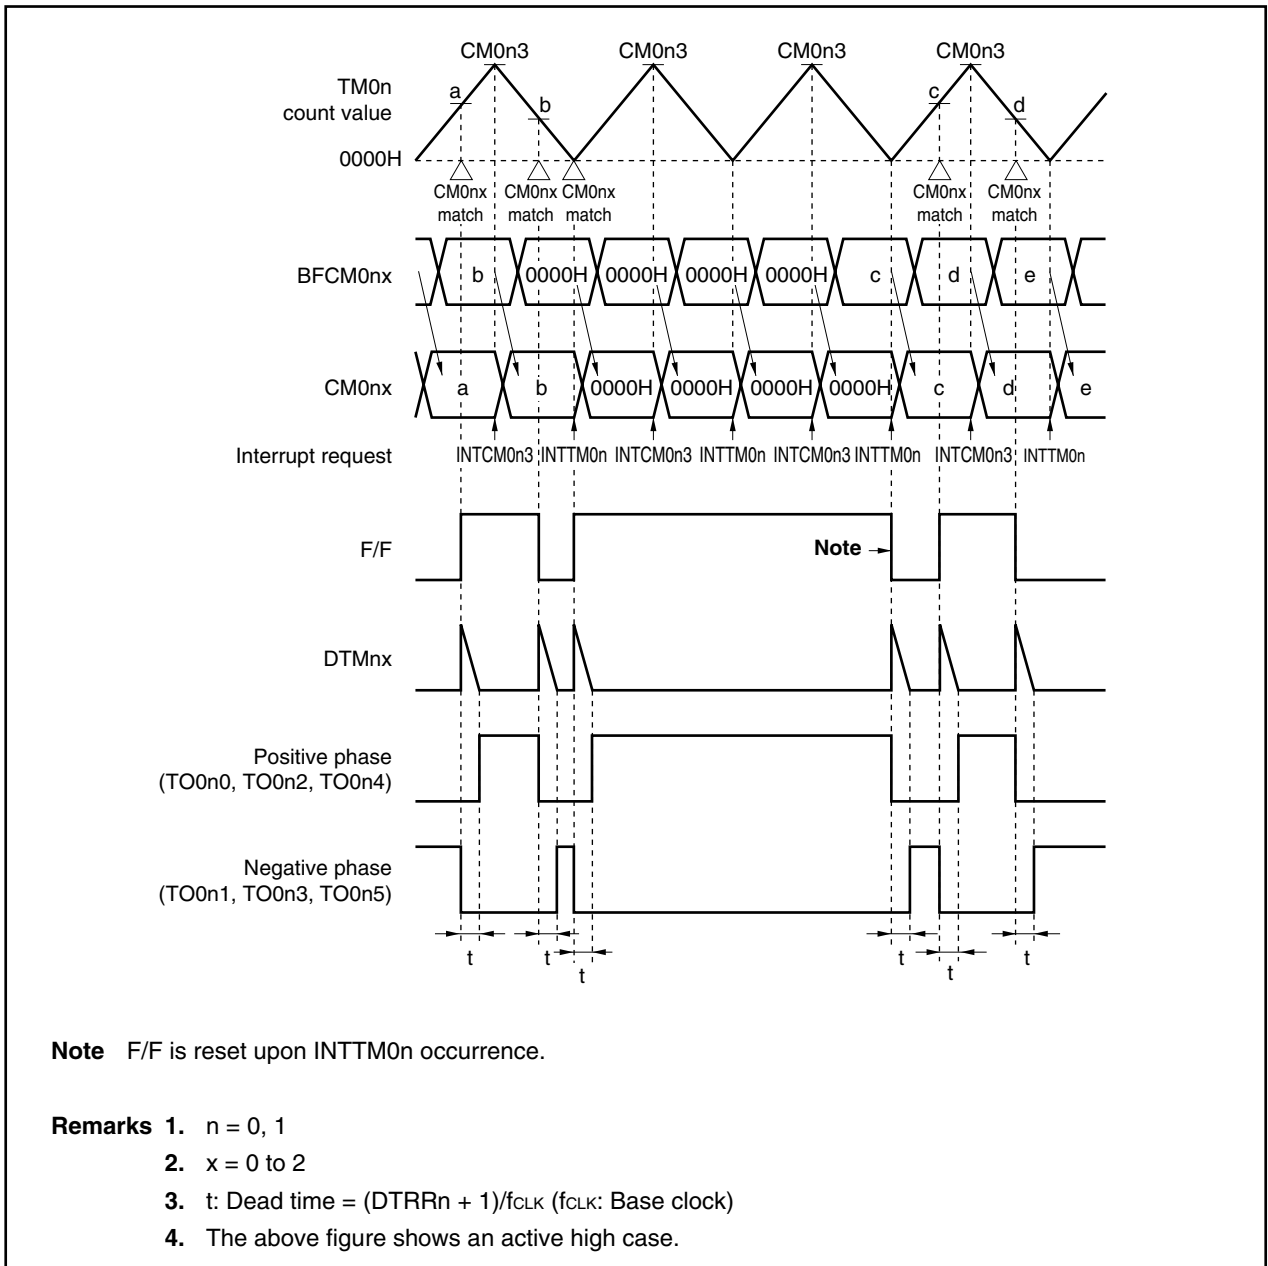 CM0n3 CM0n3 CM0n3 CM0n3
TM0n
count value
a b c d
0000H
CM0nx
match
CM0nx
match
CM0nx
match
CM0nx
match
CM0nx
match
BFCM0nx b 0000H 0000H 0000H 0000H c d e
CM0nx a b 0000H 0000H 0000H 0000H c d e
Interrupt request INTCM0n3 INTTM0n INTCM0n3 INTTM0n INTCM0n3 INTTM0n INTCM0n3 INTTM0n
F/F Note
DTMnx
Positive phase
(TO0n0, TO0n2, TO0n4)
Negative phase
(TO0n1, TO0n3, TO0n5)
t t t t t t
Note F/F is reset upon INTTM0n occurrence.
Remarks 1. n = 0, 1
2. x = 0 to 2
3. t: Dead time = (DTRRn + 1)/fCLK (fCLK: Base clock)
4. The above figure shows an active high case.